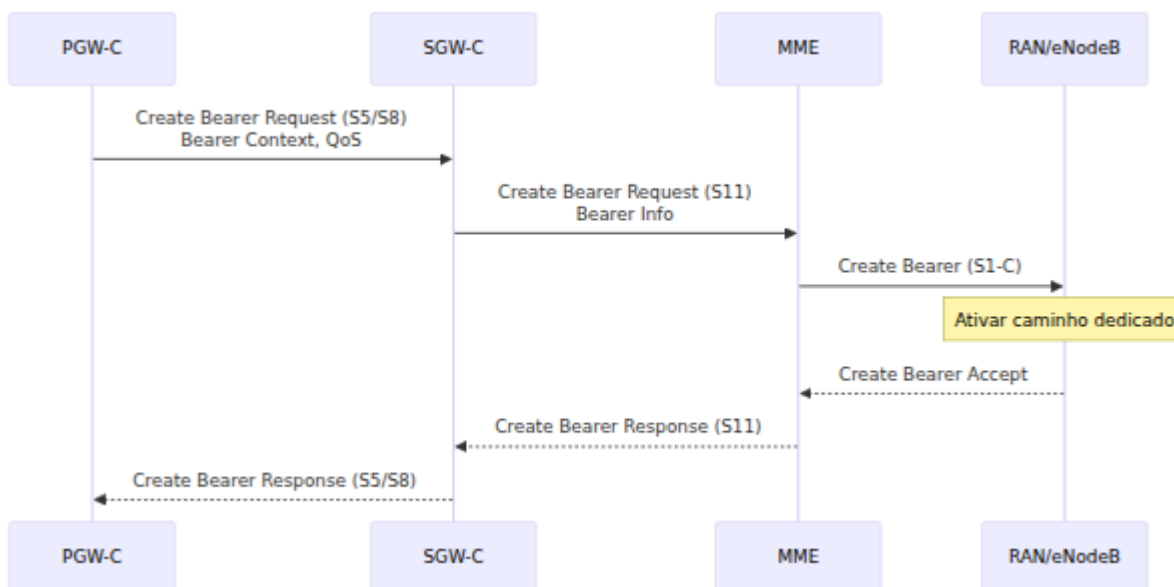 PGW-C
SGW-C
MME
RAN/eNodeB
Create Bearer Request (S5/S8)
Bearer Context, QoS
Create Bearer Request (S11)
Bearer Info
Create Bearer (S1-C)
Ativar caminho dedicado
Create Bearer Accept
Create Bearer Response (S11)
Create Bearer Response (S5/S8)
PGW-C
SGW-C
MME
RAN/eNodeB